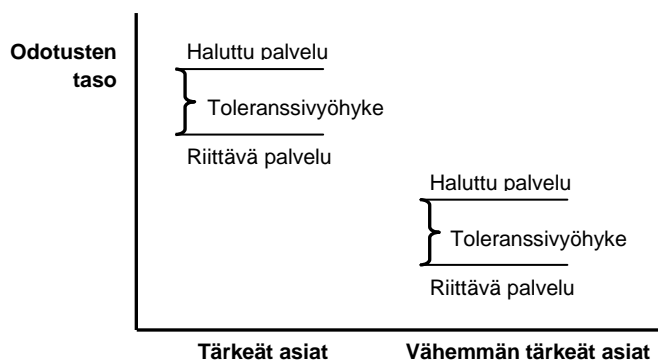 Odotusten
taso
Haluttu palvelu
Toleranssivyöhyke
Riittävä palvelu
Haluttu palvelu
Toleranssivyöhyke
Riittävä palvelu
Tärkeät asiat
Vähemmän tärkeät asiat